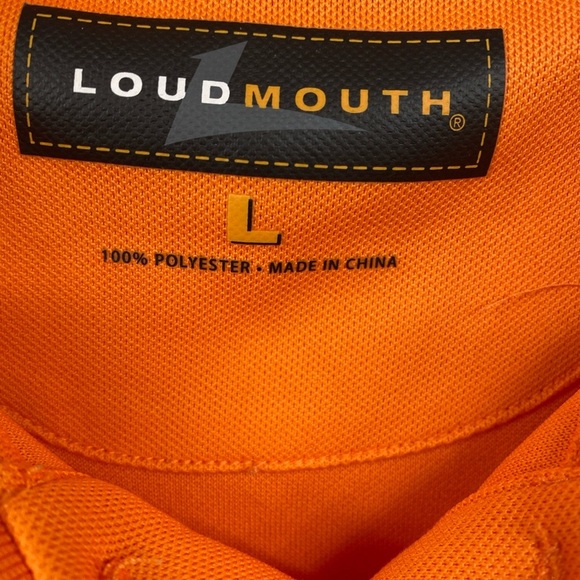 LOUDMOUTH®
L
100% POLYESTER • MADE IN CHINA